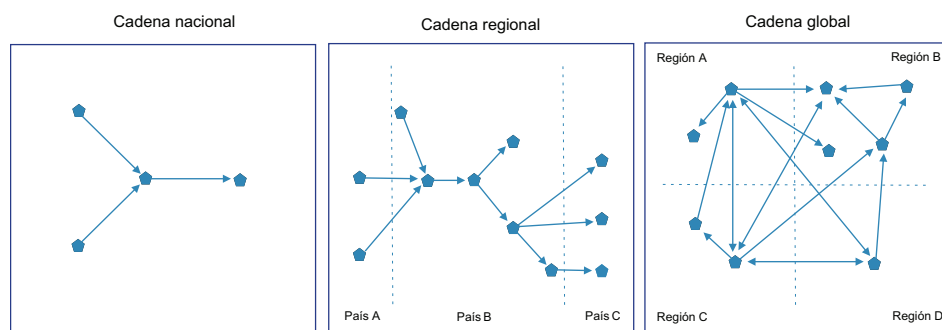 Cadena nacional
Cadena regional
Cadena global
País A
País B
País C
Región A
Región B
Región C
Región D